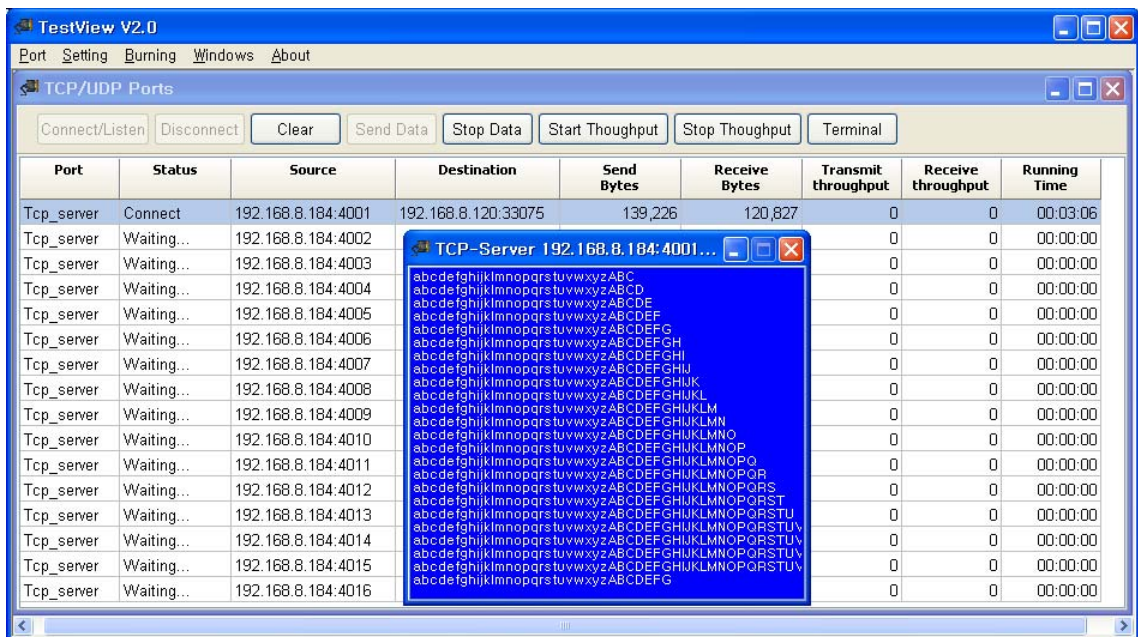 TestView V2.0
Port Setting Burning Windows About
TCP/UDP Ports
Connect/Listen Disconnect Clear Send Data Stop Data Start Thoughput Stop Thoughput Terminal
Port Status Source Destination Send Bytes Receive Bytes Transmit throughput Receive throughput Running Time
Tcp_server Connect 192.168.8.184:4001 192.168.8.120:33075 139,226 120,827 0 0 00:03:06
Tcp_server Waiting... 192.168.8.184:4002 0 0 00:00:00
Tcp_server Waiting... 192.168.8.184:4003 0 0 00:00:00
Tcp_server Waiting... 192.168.8.184:4004 0 0 00:00:00
Tcp_server Waiting... 192.168.8.184:4005 0 0 00:00:00
Tcp_server Waiting... 192.168.8.184:4006 0 0 00:00:00
Tcp_server Waiting... 192.168.8.184:4007 0 0 00:00:00
Tcp_server Waiting... 192.168.8.184:4008 0 0 00:00:00
Tcp_server Waiting... 192.168.8.184:4009 0 0 00:00:00
Tcp_server Waiting... 192.168.8.184:4010 0 0 00:00:00
Tcp_server Waiting... 192.168.8.184:4011 0 0 00:00:00
Tcp_server Waiting... 192.168.8.184:4012 0 0 00:00:00
Tcp_server Waiting... 192.168.8.184:4013 0 0 00:00:00
Tcp_server Waiting... 192.168.8.184:4014 0 0 00:00:00
Tcp_server Waiting... 192.168.8.184:4015 0 0 00:00:00
Tcp_server Waiting... 192.168.8.184:4016 0 0 00:00:00
TCP-Server 192.168.8.184:4001...
abcdefghijklmnopqrstuvwxyzABC
abcdefghijklmnopqrstuvwxyzABCD
abcdefghijklmnopqrstuvwxyzABCDE
abcdefghijklmnopqrstuvwxyzABCDEF
abcdefghijklmnopqrstuvwxyzABCDEFG
abcdefghijklmnopqrstuvwxyzABCDEFGH
abcdefghijklmnopqrstuvwxyzABCDEFGHI
abcdefghijklmnopqrstuvwxyzABCDEFGHIJ
abcdefghijklmnopqrstuvwxyzABCDEFGHIJK
abcdefghijklmnopqrstuvwxyzABCDEFGHIJKL
abcdefghijklmnopqrstuvwxyzABCDEFGHIJKLM
abcdefghijklmnopqrstuvwxyzABCDEFGHIJKLMN
abcdefghijklmnopqrstuvwxyzABCDEFGHIJKLMNO
abcdefghijklmnopqrstuvwxyzABCDEFGHIJKLMNOP
abcdefghijklmnopqrstuvwxyzABCDEFGHIJKLMNOPQ
abcdefghijklmnopqrstuvwxyzABCDEFGHIJKLMNOPQR
abcdefghijklmnopqrstuvwxyzABCDEFGHIJKLMNOPQRS
abcdefghijklmnopqrstuvwxyzABCDEFGHIJKLMNOPQRST
abcdefghijklmnopqrstuvwxyzABCDEFGHIJKLMNOPQRSTU
abcdefghijklmnopqrstuvwxyzABCDEFGHIJKLMNOPQRSTUV
abcdefghijklmnopqrstuvwxyzABCDEFGHIJKLMNOPQRSTUV
abcdefghijklmnopqrstuvwxyzABCDEFGHIJKLMNOPQRSTUV
abcdefghijklmnopqrstuvwxyzABCDEFGHIJKLMNOPQRSTUV
abcdefghijklmnopqrstuvwxyzABCDEFG